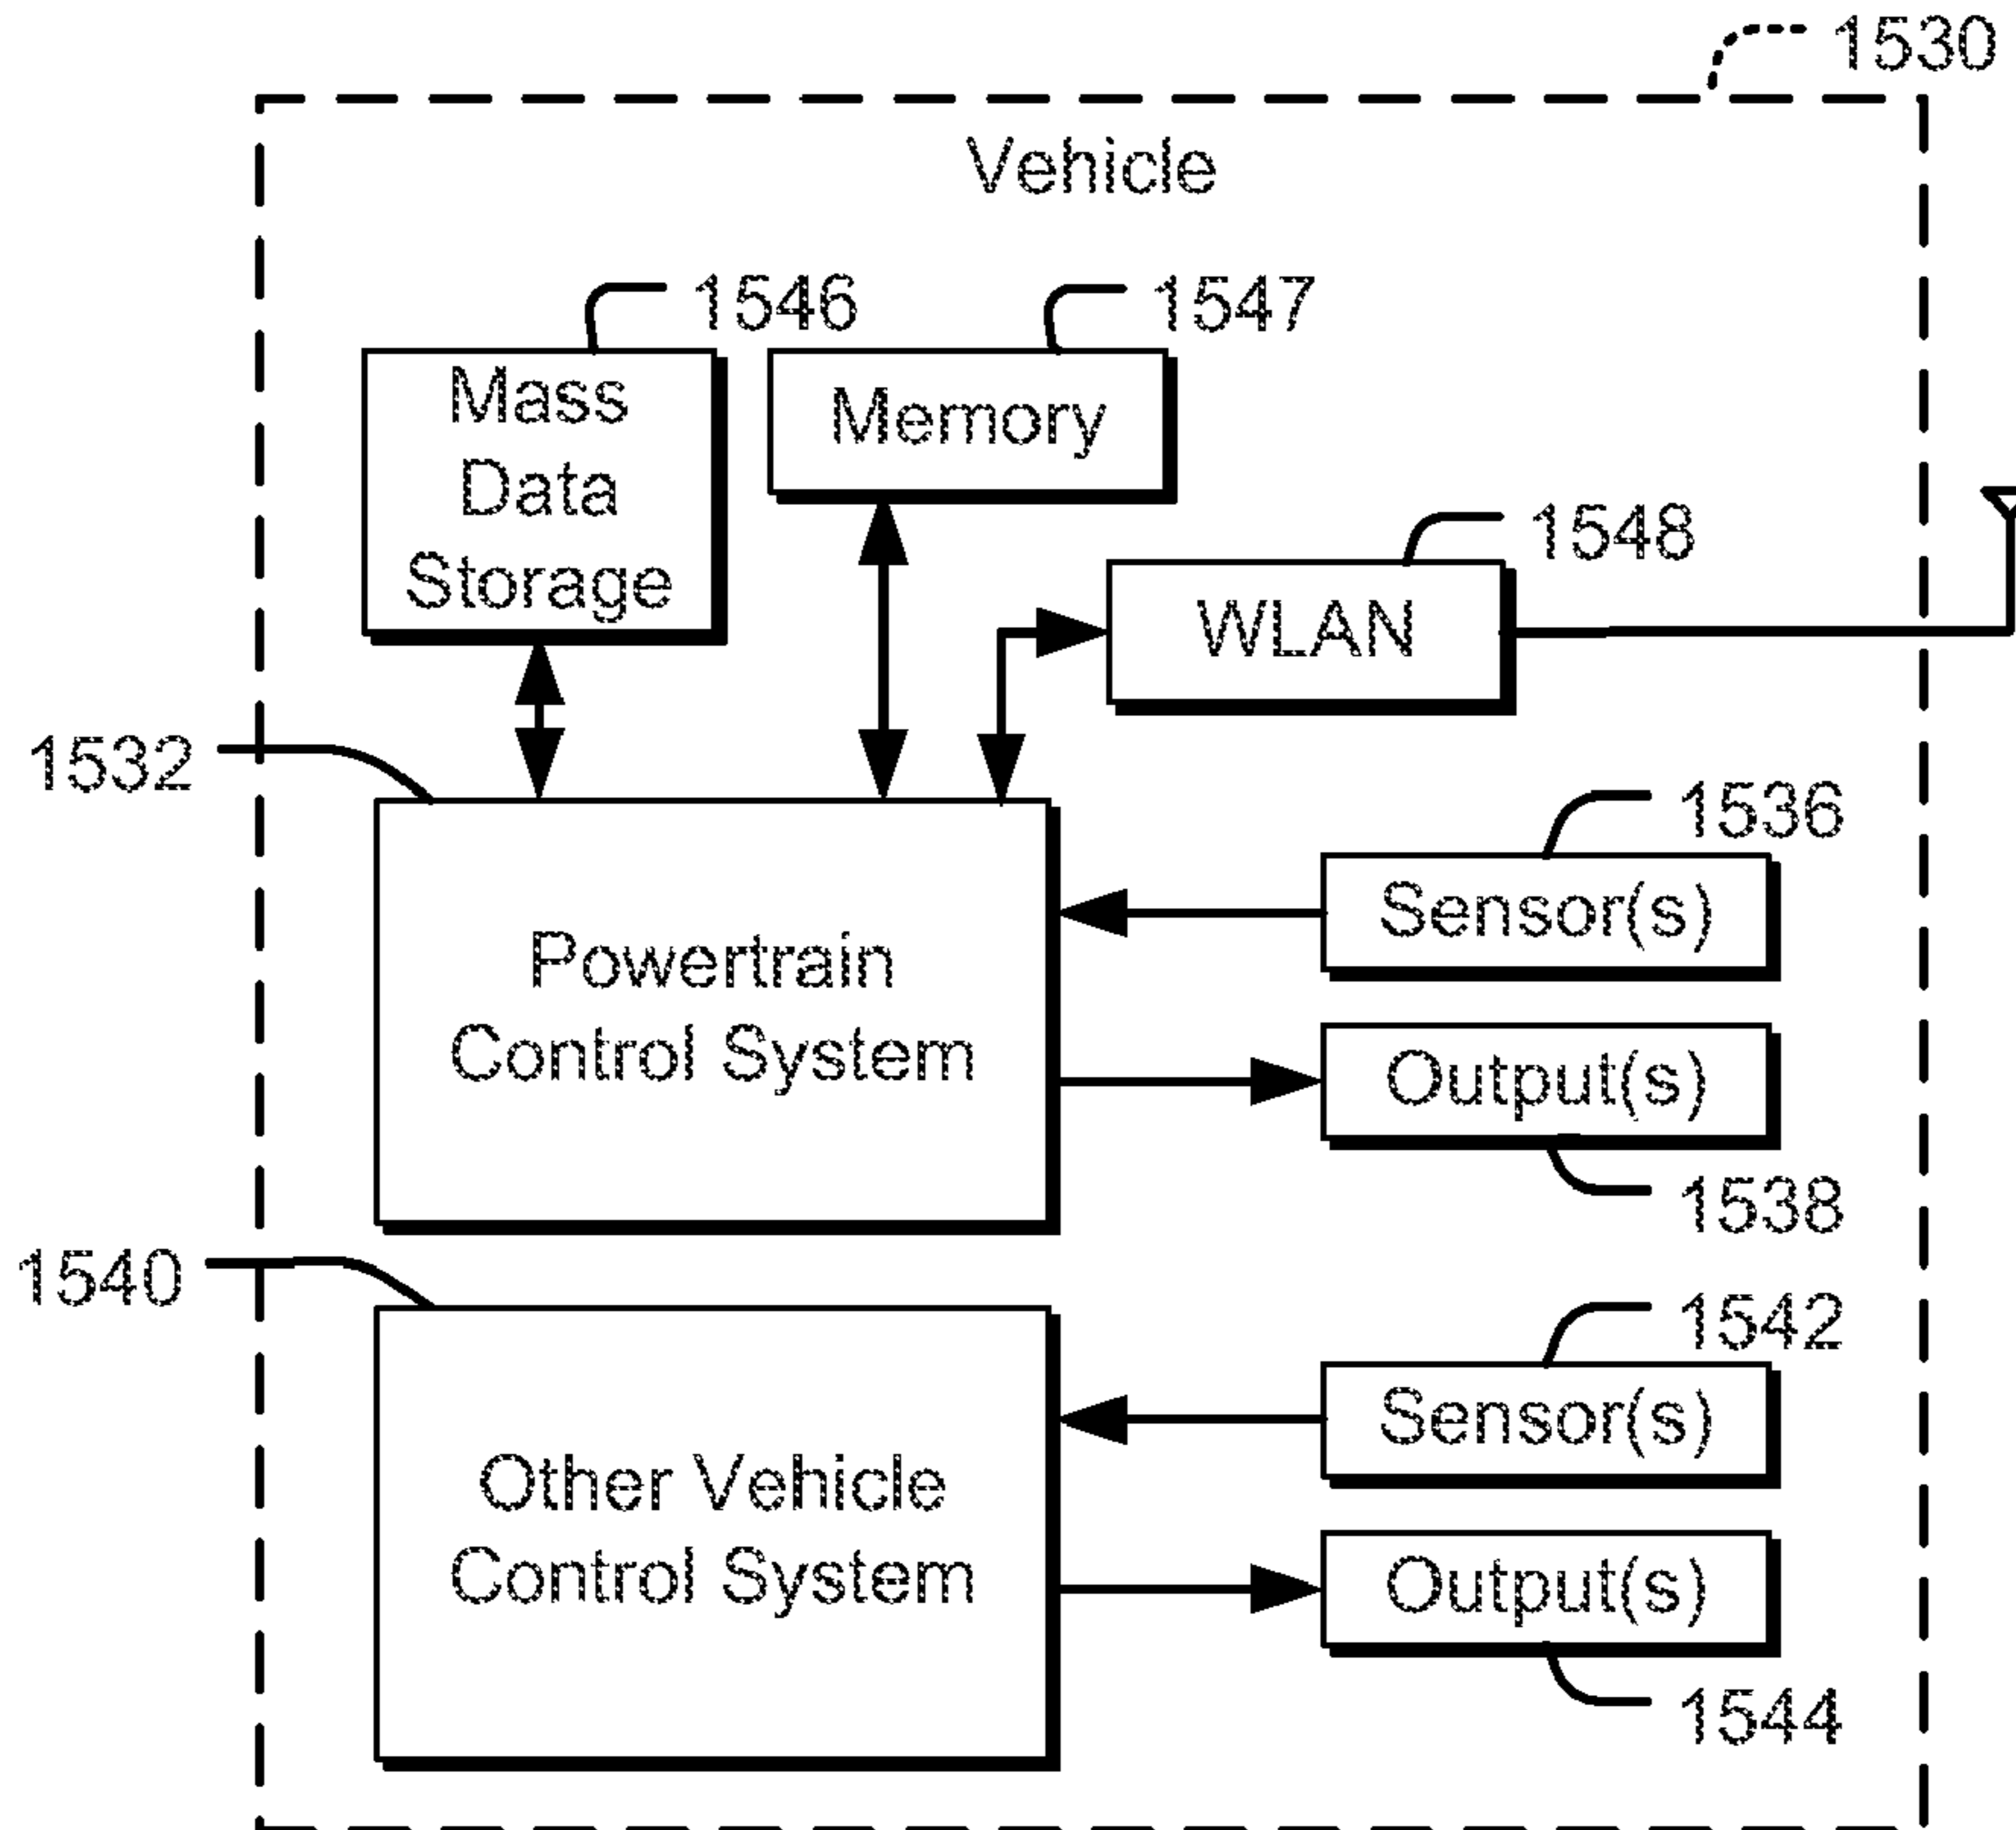 1530
Vehicle
1546
1547
Mass
Data
Storage
Memory
1548
WLAN
1532
1536
Sensor(s)
Powertrain
Control System
Output(s)
1538
1540
1542
Sensor(s)
Other Vehicle
Control System
Output(s)
1544